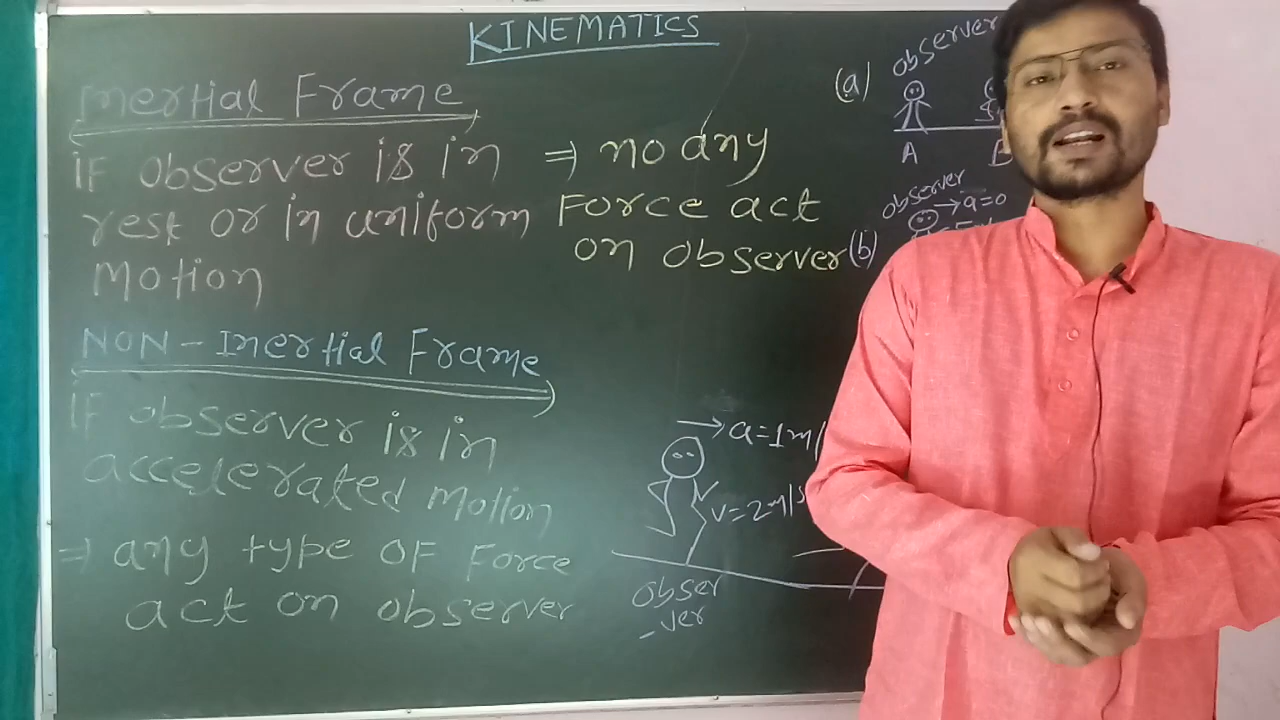 KINEMATICS
Inertial Frame
IF observer is in
rest or in uniform
motion
⇒ no any
Force act
on observer
NON-Inertial Frame
IF observer is in
accelerated motion
⇒ any type of Force
act on observer
(a)
observer
A
B
(b)
observer
→ a=0
→ a=1m/
v=2m/s
obser
-ver